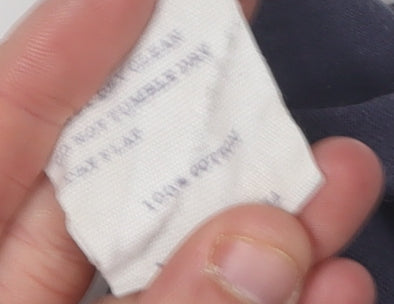 CLEAN
DO NOT TUMBLE DRY
DRY FLAT
100% COTTON